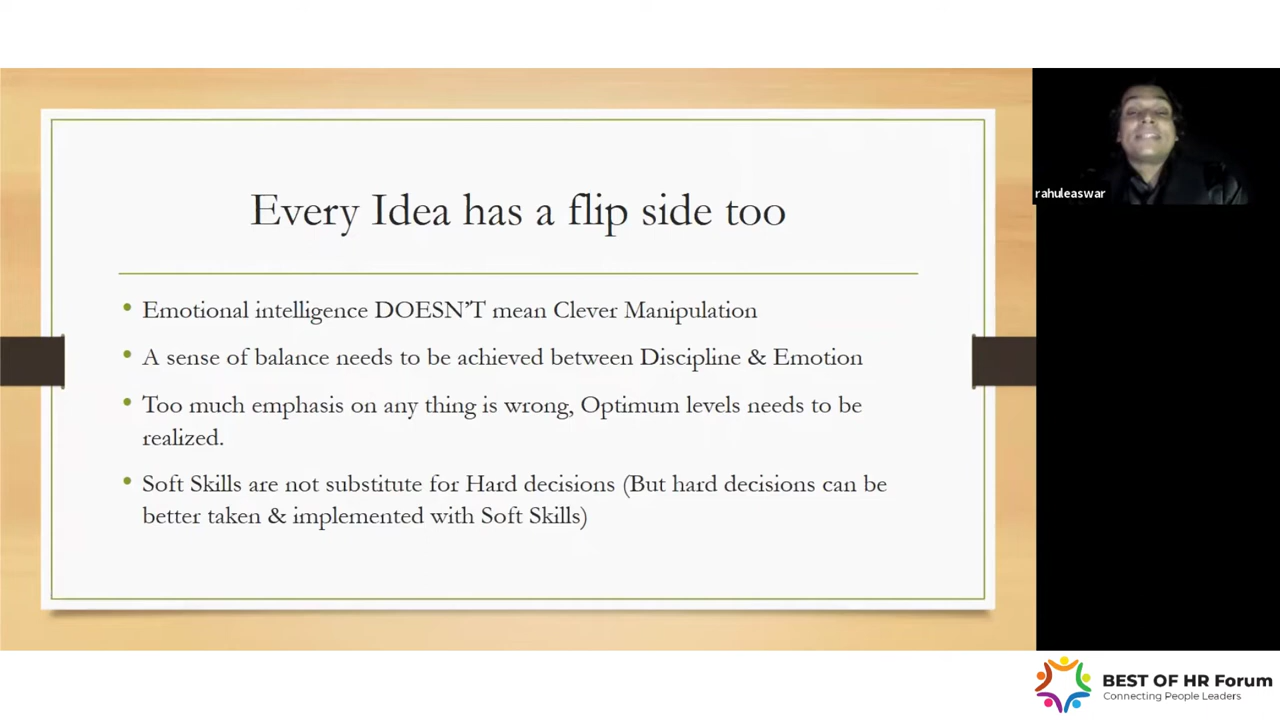 Every Idea has a flip side too
• Emotional intelligence DOESN’T mean Clever Manipulation
• A sense of balance needs to be achieved between Discipline & Emotion
• Too much emphasis on any thing is wrong, Optimum levels needs to be
realized.
• Soft Skills are not substitute for Hard decisions (But hard decisions can be
better taken & implemented with Soft Skills)
rahuleaswar
BEST OF HR Forum
Connecting People Leaders